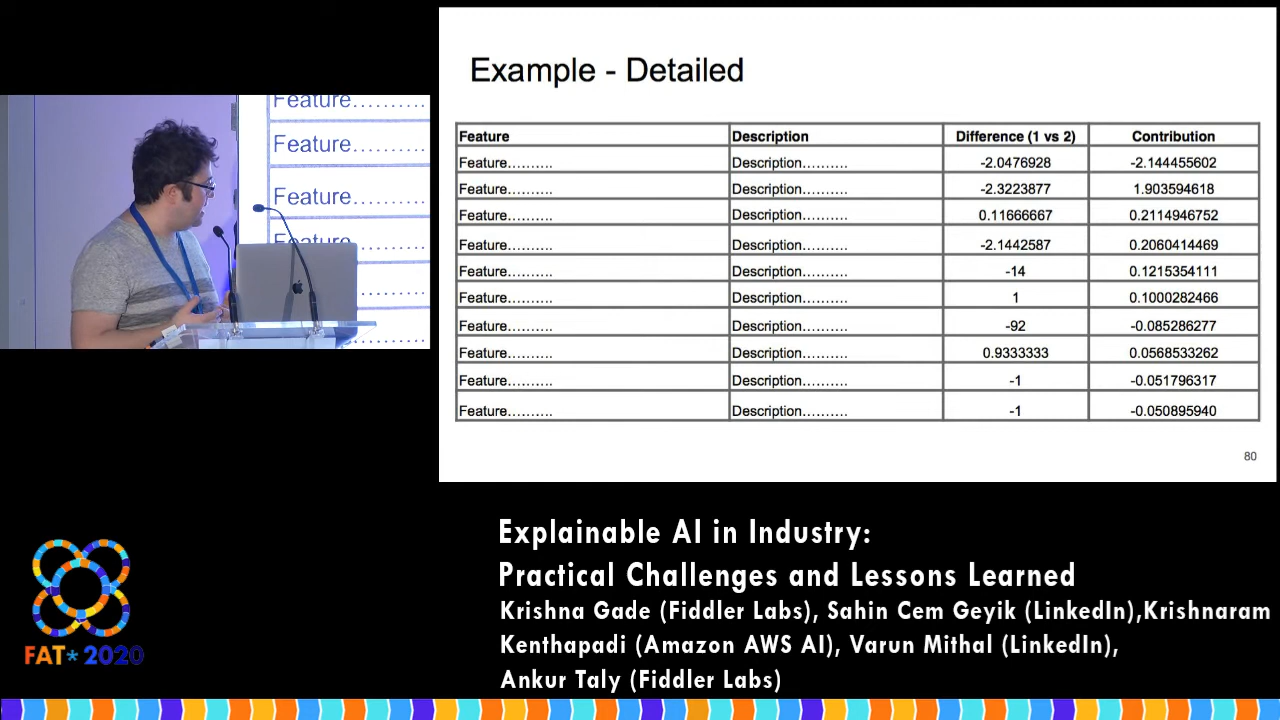 Example - Detailed
Feature Description Difference (1 vs 2) Contribution
Feature………. Description………. -2.0476928 -2.144455602
Feature………. Description………. -2.3223877 1.903594618
Feature………. Description………. 0.11666667 0.2114946752
Feature………. Description………. -2.1442587 0.2060414469
Feature………. Description………. -14 0.1215354111
Feature………. Description………. 1 0.1000282466
Feature………. Description………. -92 -0.085286277
Feature………. Description………. 0.9333333 0.0568533262
Feature………. Description………. -1 -0.051796317
Feature………. Description………. -1 -0.050895940
80
Feature……….
Feature……….
Feature……….
Feature……….
Explainable AI in Industry:
Practical Challenges and Lessons Learned
Krishna Gade (Fiddler Labs), Sahin Cem Geyik (LinkedIn),Krishnaram
Kenthapadi (Amazon AWS AI), Varun Mithal (LinkedIn),
Ankur Taly (Fiddler Labs)
FAT* 2020